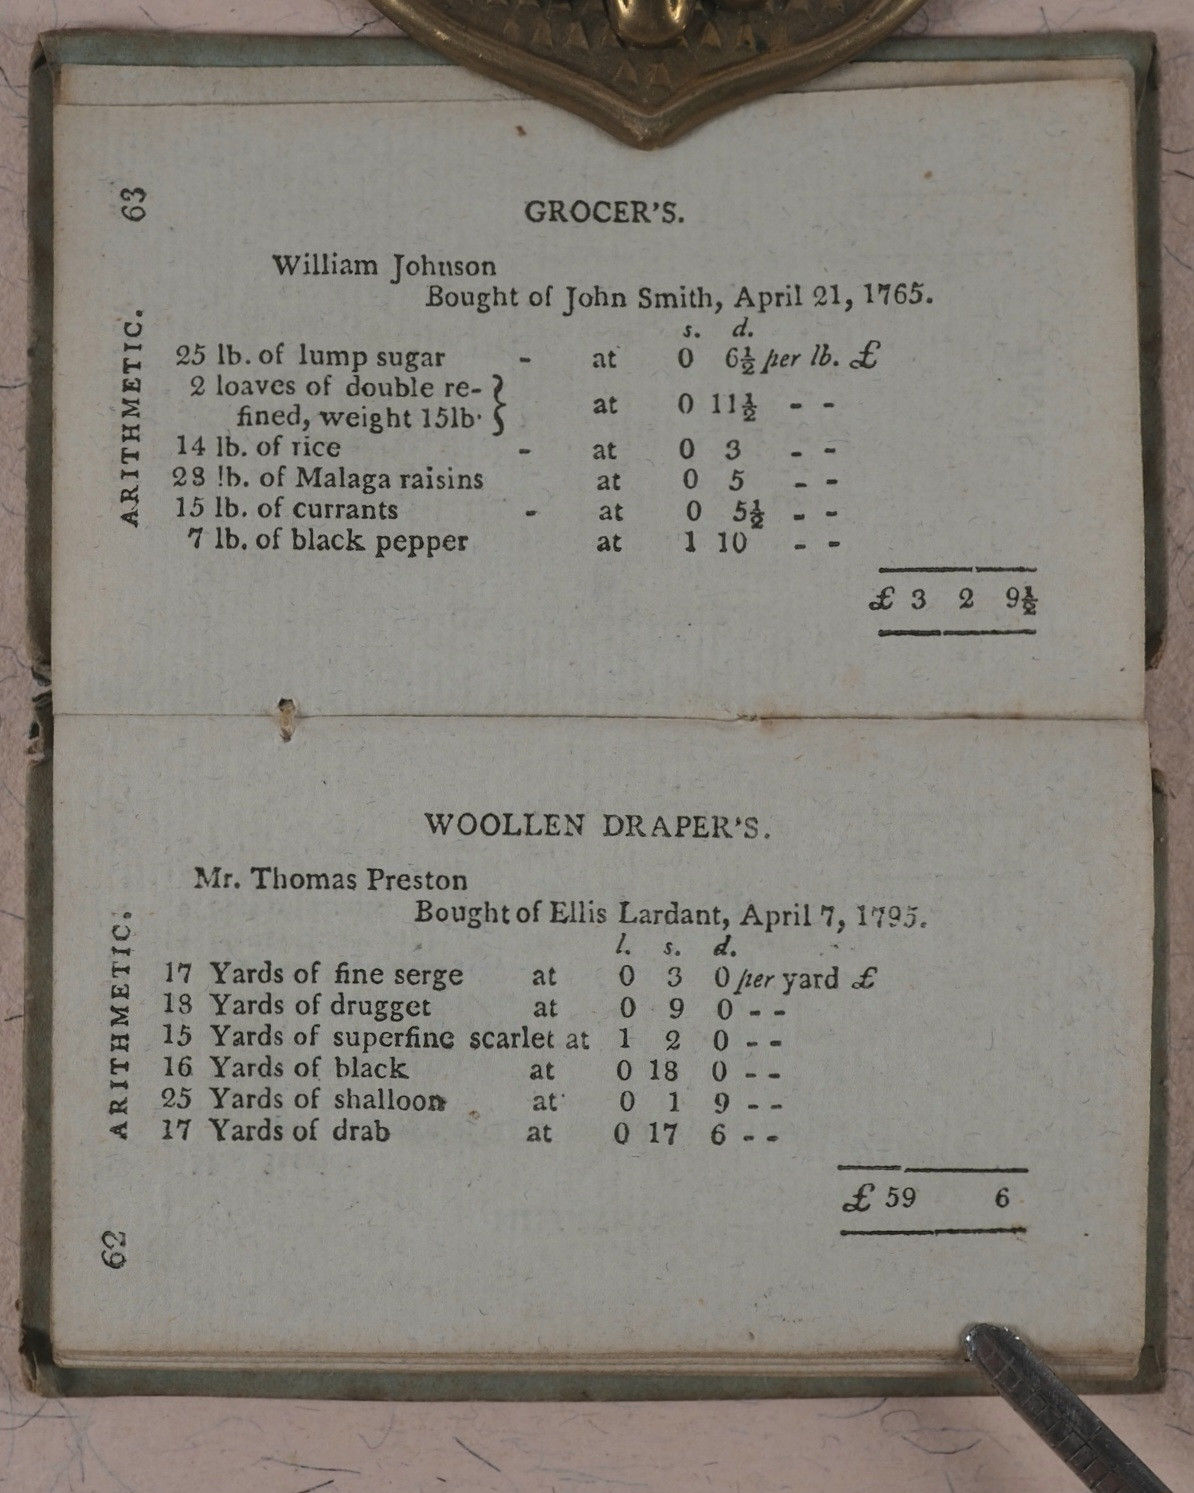 63
ARITHMETIC.
GROCER'S.
William Johnson
Bought of John Smith, April 21, 1765.
s. d.
25 lb. of lump sugar - at 0 6½ per lb. £
2 loaves of double re-}
fined, weight 15lb. } at 0 11½ - -
14 lb. of rice - at 0 3 - -
28 lb. of Malaga raisins at 0 5 - -
15 lb. of currants - at 0 5½ - -
7 lb. of black pepper at 1 10 - -
£ 3 2 9½
WOOLLEN DRAPER'S.
Mr. Thomas Preston
Bought of Ellis Lardant, April 7, 1795.
l. s. d.
17 Yards of fine serge at 0 3 0 per yard £
18 Yards of drugget at 0 9 0 - -
15 Yards of superfine scarlet at 1 2 0 - -
16 Yards of black at 0 18 0 - -
25 Yards of shalloon at 0 1 9 - -
17 Yards of drab at 0 17 6 - -
£ 59 6
ARITHMETIC.
62